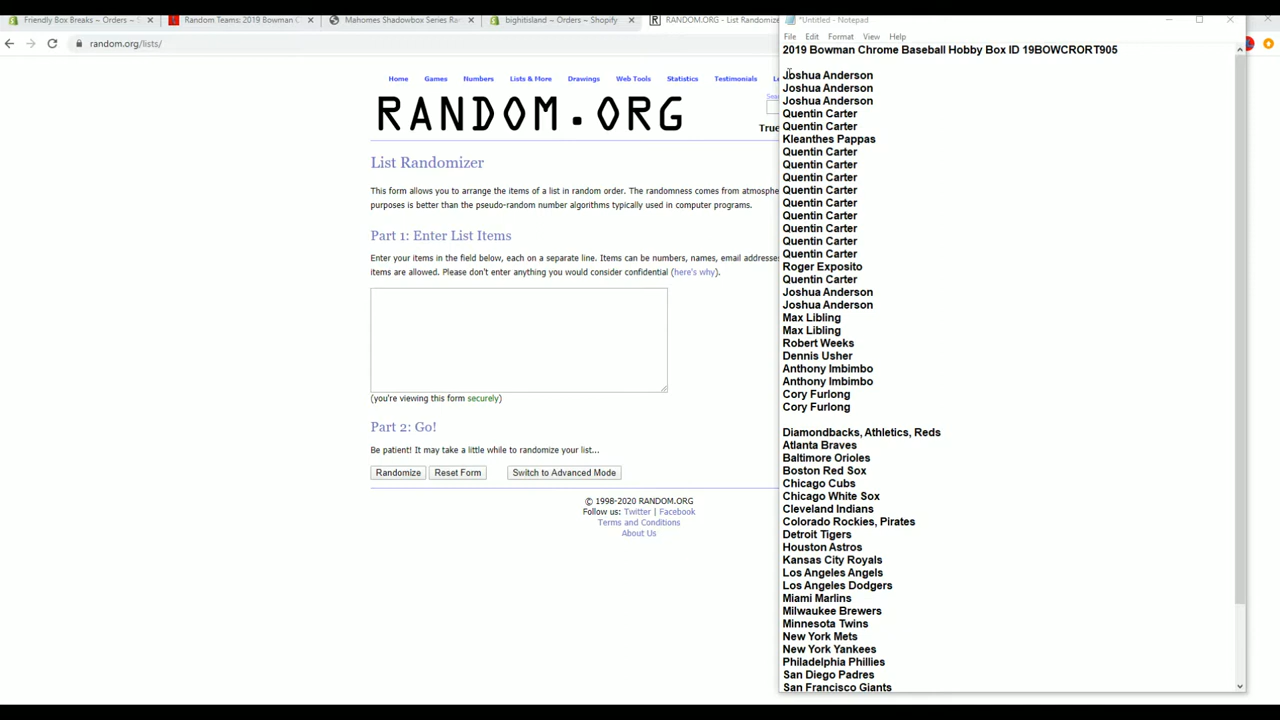 Friendly Box Breaks ~ Orders ~ S
Random Teams: 2019 Bowman C
Mahomes Shadowbox Series Ra
bighitisland ~ Orders ~ Shopify
RANDOM.ORG - List Randomize
*Untitled - Notepad
random.org/lists/
File Edit Format View Help
2019 Bowman Chrome Baseball Hobby Box ID 19BOWCRORT905
Joshua Anderson
Joshua Anderson
Joshua Anderson
Quentin Carter
Quentin Carter
Kleanthes Pappas
Quentin Carter
Quentin Carter
Quentin Carter
Quentin Carter
Quentin Carter
Quentin Carter
Quentin Carter
Quentin Carter
Quentin Carter
Roger Exposito
Quentin Carter
Joshua Anderson
Joshua Anderson
Max Libling
Max Libling
Robert Weeks
Dennis Usher
Anthony Imbimbo
Anthony Imbimbo
Cory Furlong
Cory Furlong
Diamondbacks, Athletics, Reds
Atlanta Braves
Baltimore Orioles
Boston Red Sox
Chicago Cubs
Chicago White Sox
Cleveland Indians
Colorado Rockies, Pirates
Detroit Tigers
Houston Astros
Kansas City Royals
Los Angeles Angels
Los Angeles Dodgers
Miami Marlins
Milwaukee Brewers
Minnesota Twins
New York Mets
New York Yankees
Philadelphia Phillies
San Diego Padres
San Francisco Giants
Home Games Numbers Lists & More Drawings Web Tools Statistics Testimonials Le
Sea
RANDOM.ORG
True
List Randomizer
This form allows you to arrange the items of a list in random order. The randomness comes from atmosphe
purposes is better than the pseudo-random number algorithms typically used in computer programs.
Part 1: Enter List Items
Enter your items in the field below, each on a separate line. Items can be numbers, names, email addresse
items are allowed. Please don't enter anything you would consider confidential (here's why).
(you're viewing this form securely)
Part 2: Go!
Be patient! It may take a little while to randomize your list...
Randomize Reset Form Switch to Advanced Mode
© 1998-2020 RANDOM.ORG
Follow us: Twitter | Facebook
Terms and Conditions
About Us